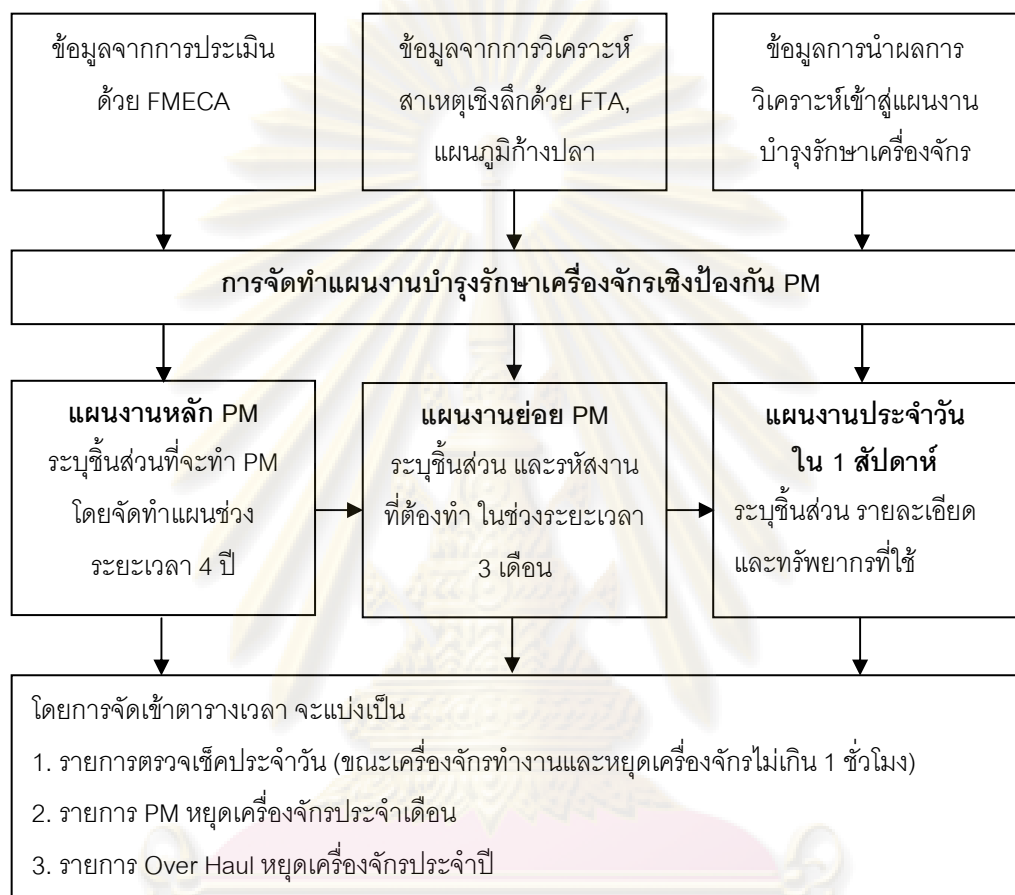 ข้อมูลจากการประเมิน
ด้วย FMECA
ข้อมูลจากการวิเคราะห์
สาเหตุเชิงลึกด้วย FTA,
แผนภูมิก้างปลา
ข้อมูลการนำผลการ
วิเคราะห์เข้าสู่แผนงาน
บำรุงรักษาเครื่องจักร
การจัดทำแผนงานบำรุงรักษาเครื่องจักรเชิงป้องกัน PM
แผนงานหลัก PM
ระบุชิ้นส่วนที่จะทำ PM
โดยจัดทำแผนช่วง
ระยะเวลา 4 ปี
แผนงานย่อย PM
ระบุชิ้นส่วน และรหัสงาน
ที่ต้องทำ ในช่วงระยะเวลา
3 เดือน
แผนงานประจำวัน
ใน 1 สัปดาห์
ระบุชิ้นส่วน รายละเอียด
และทรัพยากรที่ใช้
โดยการจัดเข้าตารางเวลา จะแบ่งเป็น
1. รายการตรวจเช็คประจำวัน (ขณะเครื่องจักรทำงานและหยุดเครื่องจักรไม่เกิน 1 ชั่วโมง)
2. รายการ PM หยุดเครื่องจักรประจำเดือน
3. รายการ Over Haul หยุดเครื่องจักรประจำปี